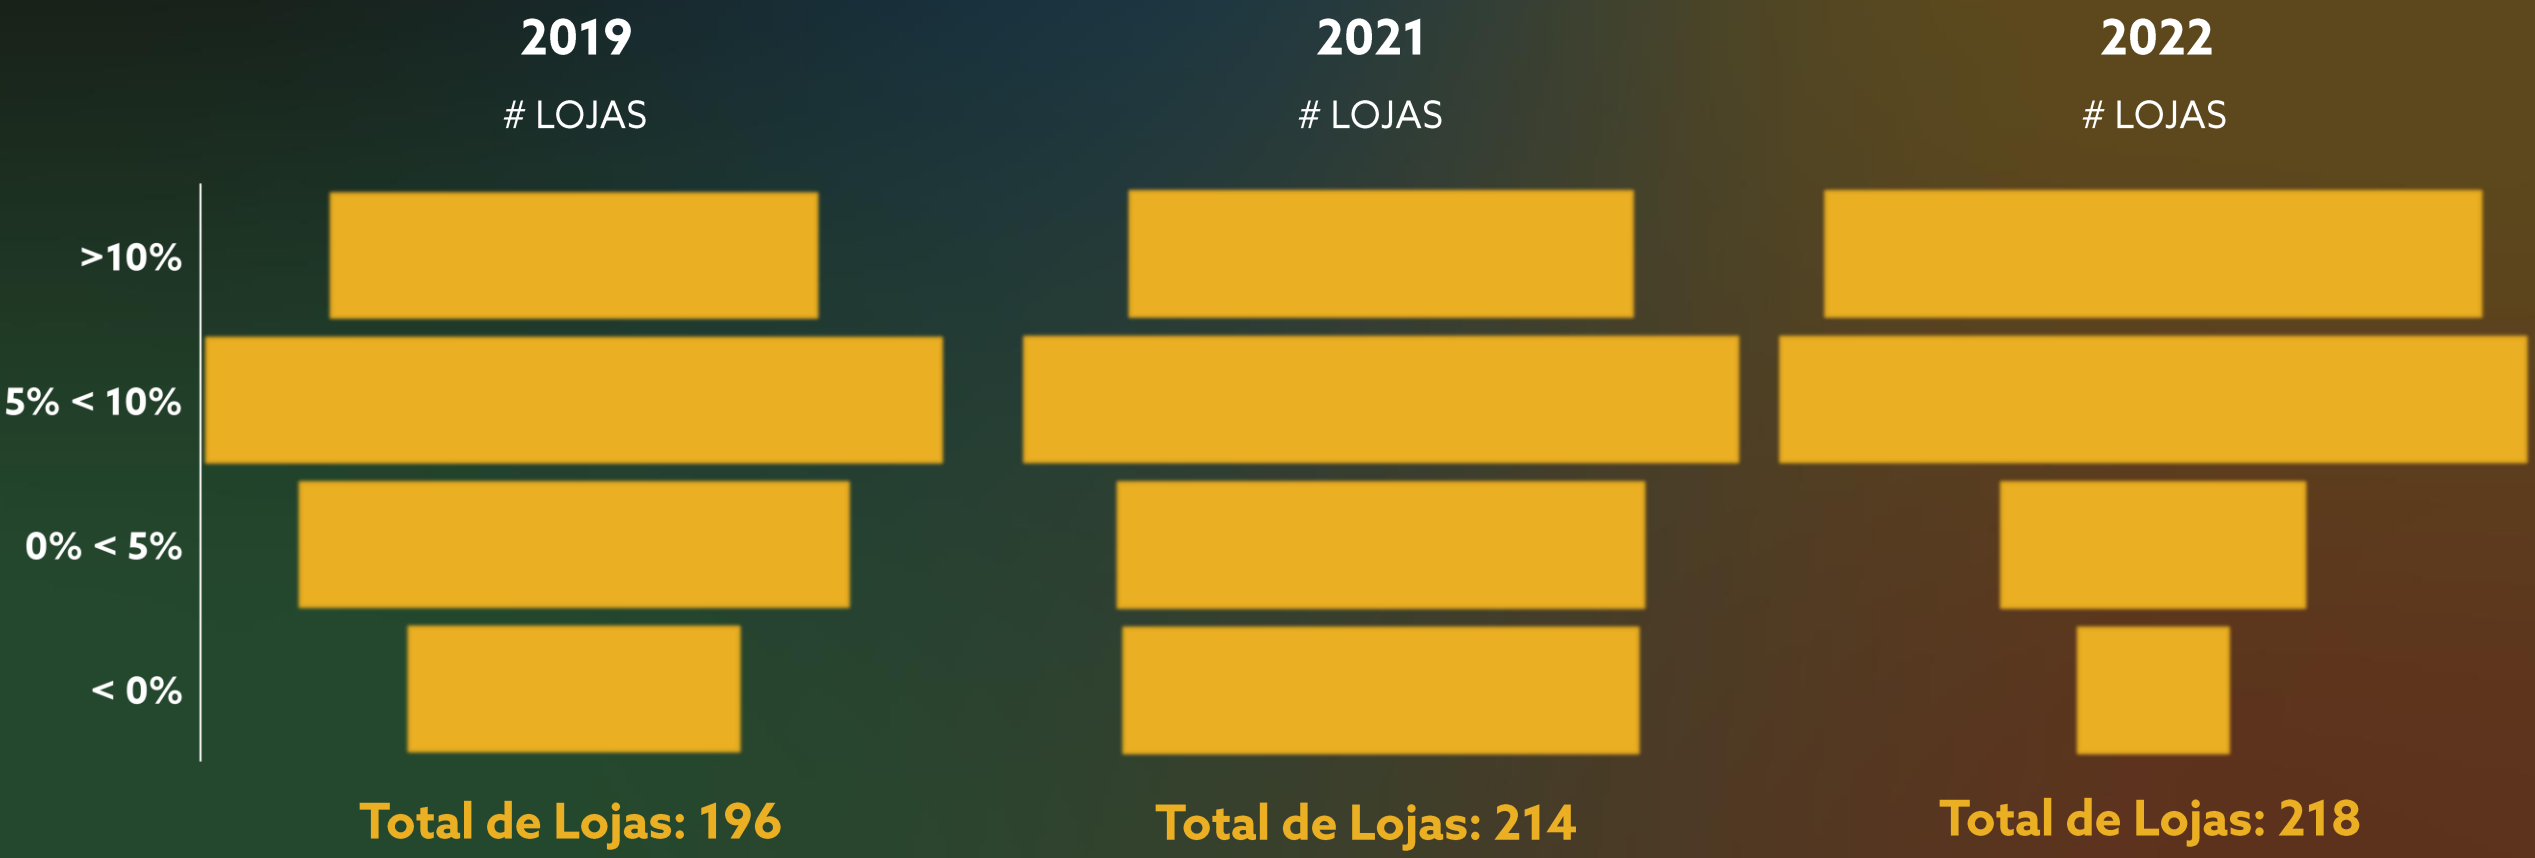 2019 2021 2022
# LOJAS # LOJAS # LOJAS
>10%
5% < 10%
0% < 5%
< 0%
Total de Lojas: 196 Total de Lojas: 214 Total de Lojas: 218